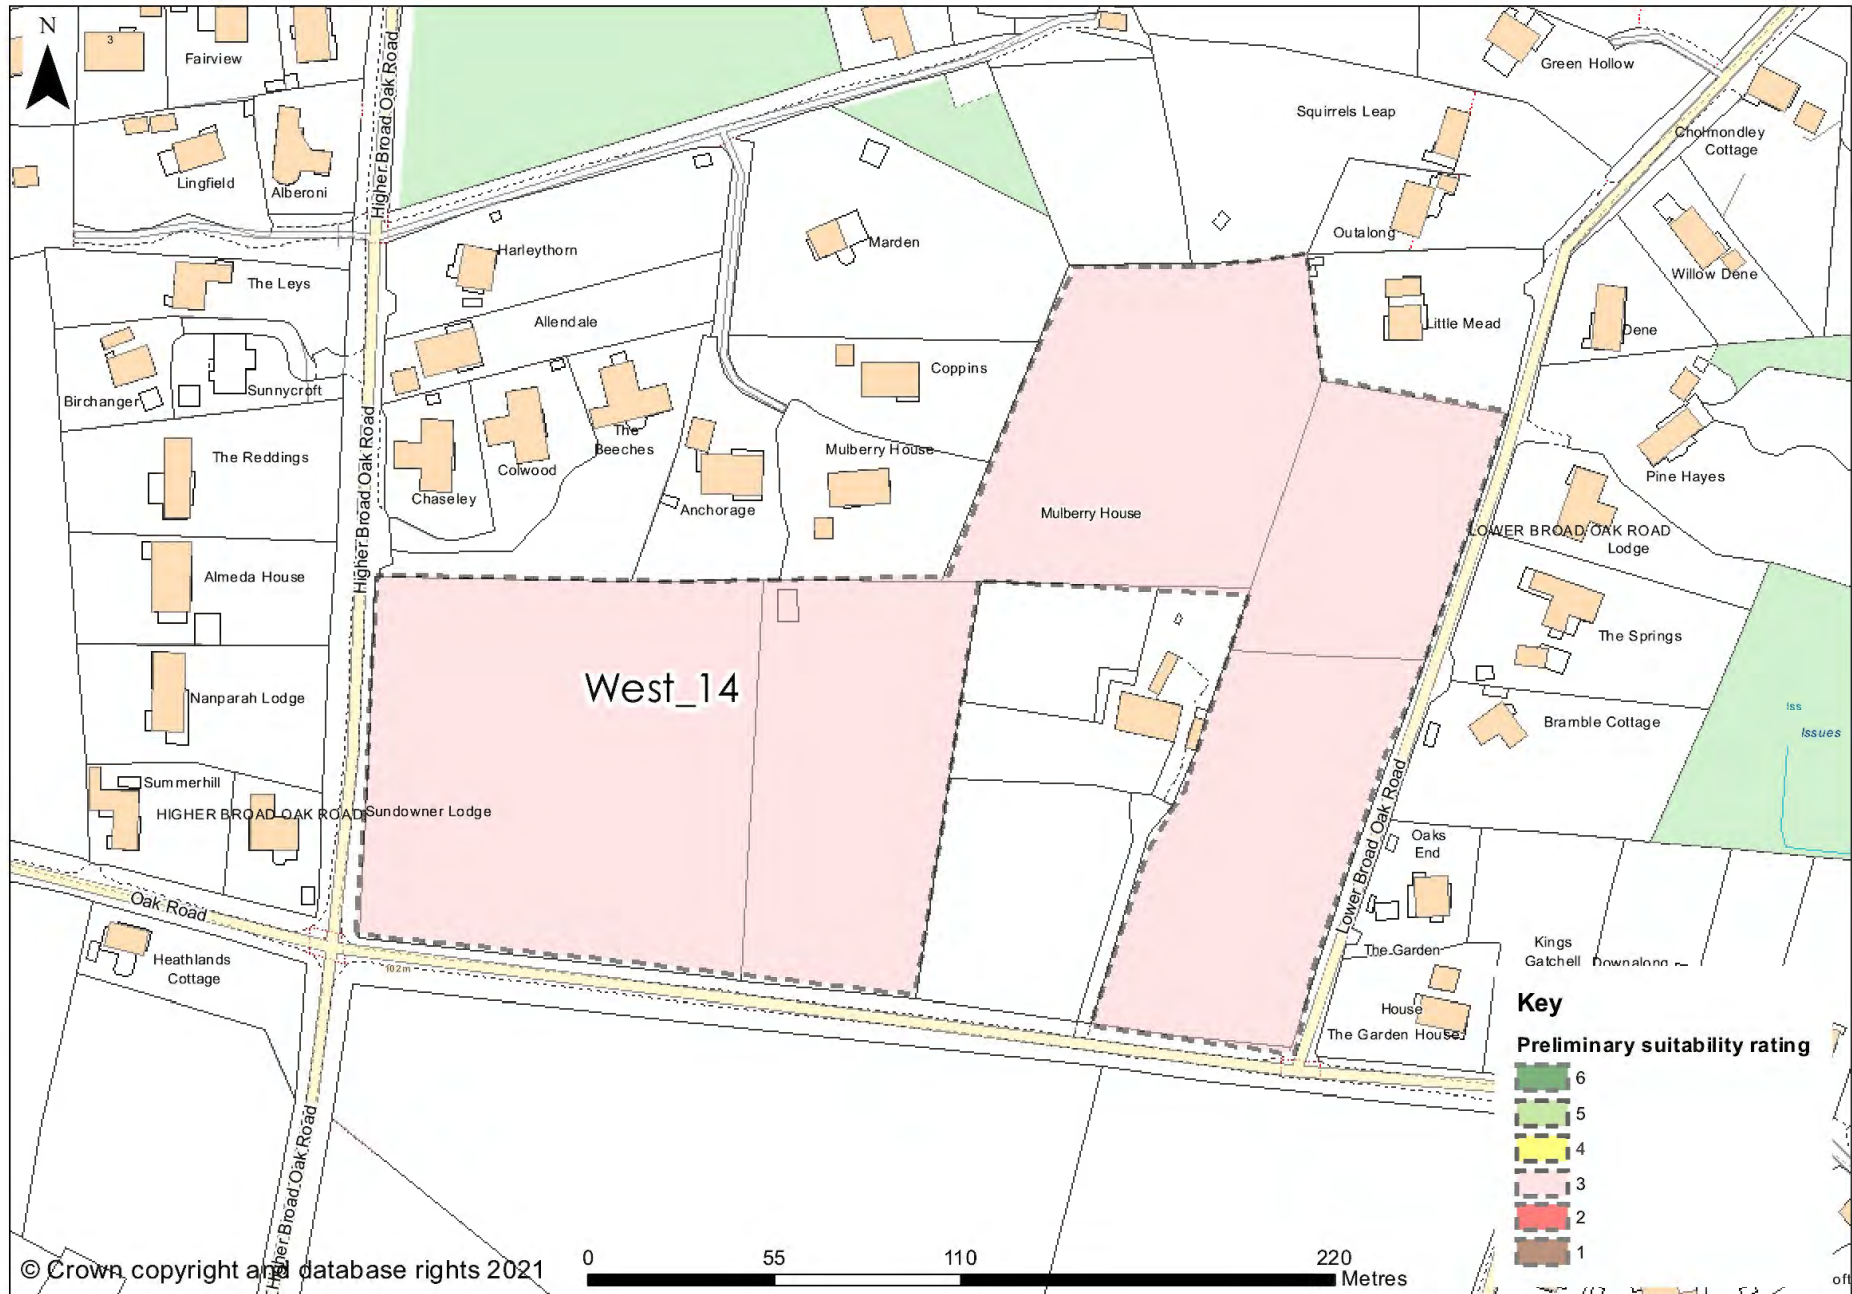 N
3
Fairview
Higher Broad Oak Road
Green Hollow
Squirrels Leap
Cholmondley
Cottage
Lingfield
Alberoni
Outalong
Marden
Harleythorn
Willow Dene
The Leys
Allendale
Little Mead
Dene
Coppins
Birchanger
Sunnycroft
The
Beeches
Mulberry House
The Reddings
Higher Broad Oak Road
Colwood
Chaseley
Anchorage
Pine Hayes
Mulberry House
LOWER BROAD OAK ROAD
Lodge
Almeda House
The Springs
West_14
Nanparah Lodge
Iss
Issues
Bramble Cottage
Summerhill
HIGHER BROAD OAK ROAD
Sundowner Lodge
Lower Broad Oak Road
Oaks
End
Oak Road
Heathlands
Cottage
102m
The Garden
Kings
Gatchell
Downalong
House
The Garden House
Higher Broad Oak Road
Key
Preliminary suitability rating
6
5
4
3
2
1
© Crown copyright and database rights 2021
0 55 110 220
Metres